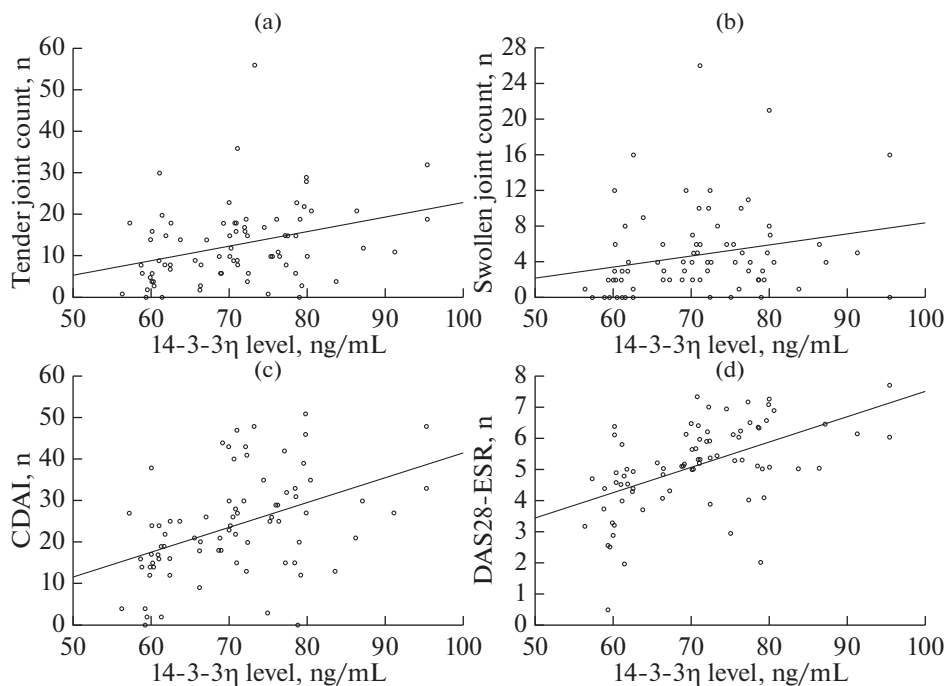 (a)
Tender joint count, n
60
50
40
30
20
10
0
50 60 70 80 90 100
14-3-3η level, ng/mL
(b)
Swollen joint count, n
28
24
20
16
12
8
4
0
50 60 70 80 90 100
14-3-3η level, ng/mL
(c)
CDAI, n
60
50
40
30
20
10
0
50 60 70 80 90 100
14-3-3η level, ng/mL
(d)
DAS28-ESR, n
8
7
6
5
4
3
2
1
0
50 60 70 80 90 100
14-3-3η level, ng/mL